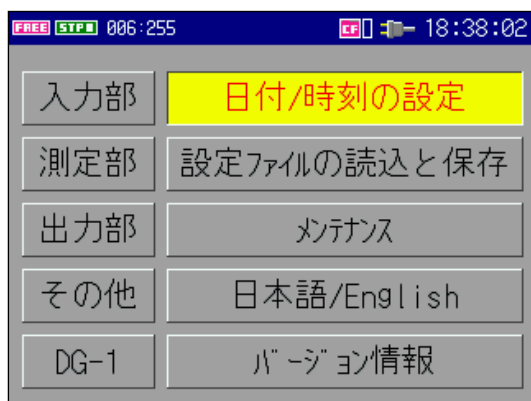 FREE STP 006:255 CF 18:38:02
入力部 日付/時刻の設定
測定部 設定ﾌｧｲﾙの読込と保存
出力部 ﾒﾝﾃﾅﾝｽ
その他 日本語/English
DG-1 ﾊﾞｰｼﾞｮﾝ情報